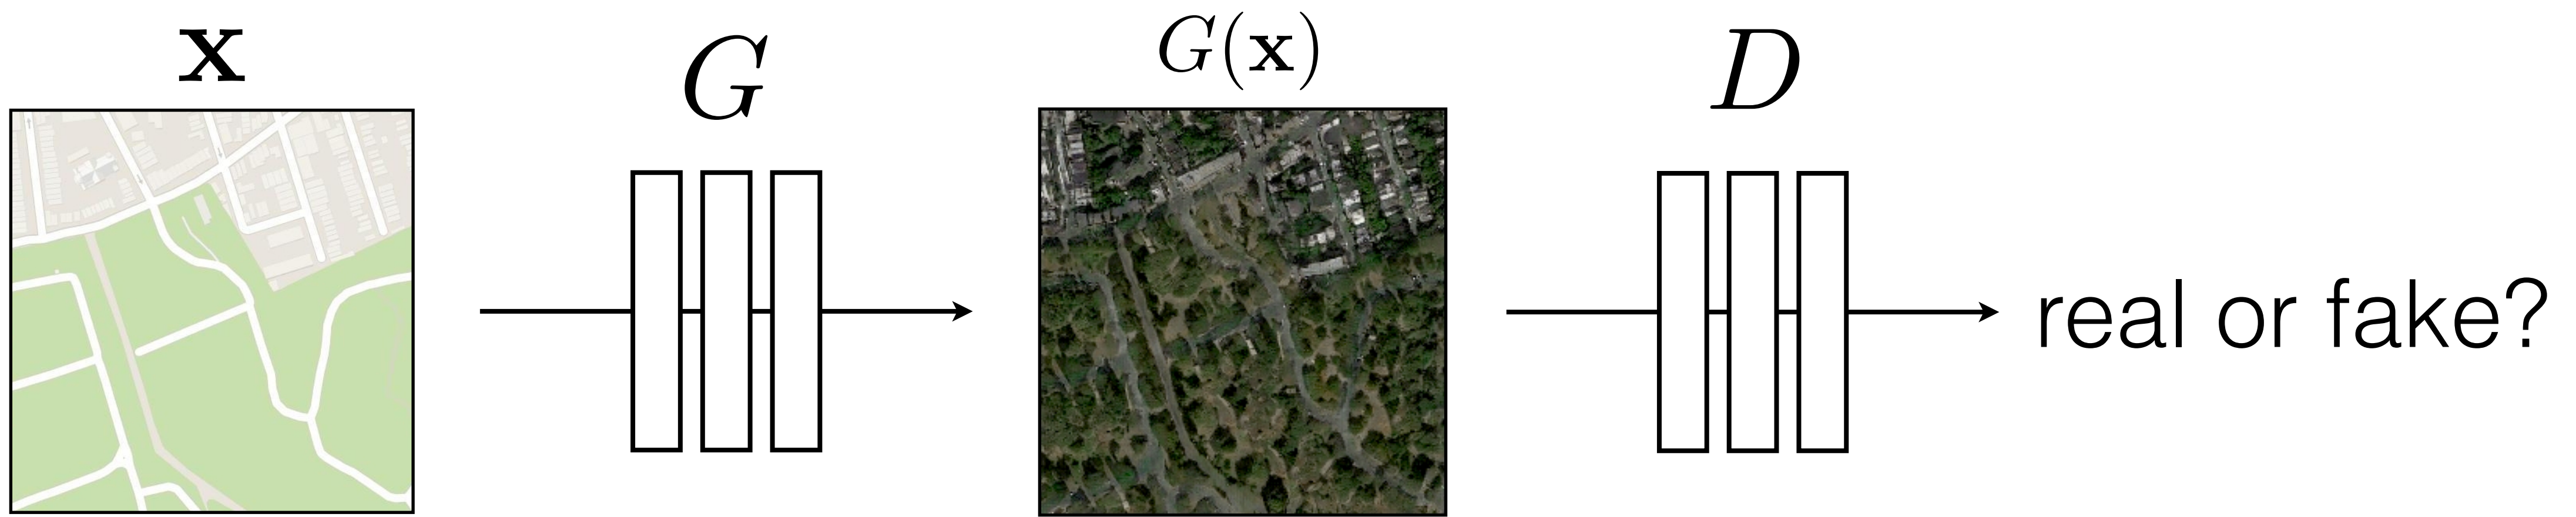 x
G
G(x)
D
real or fake?